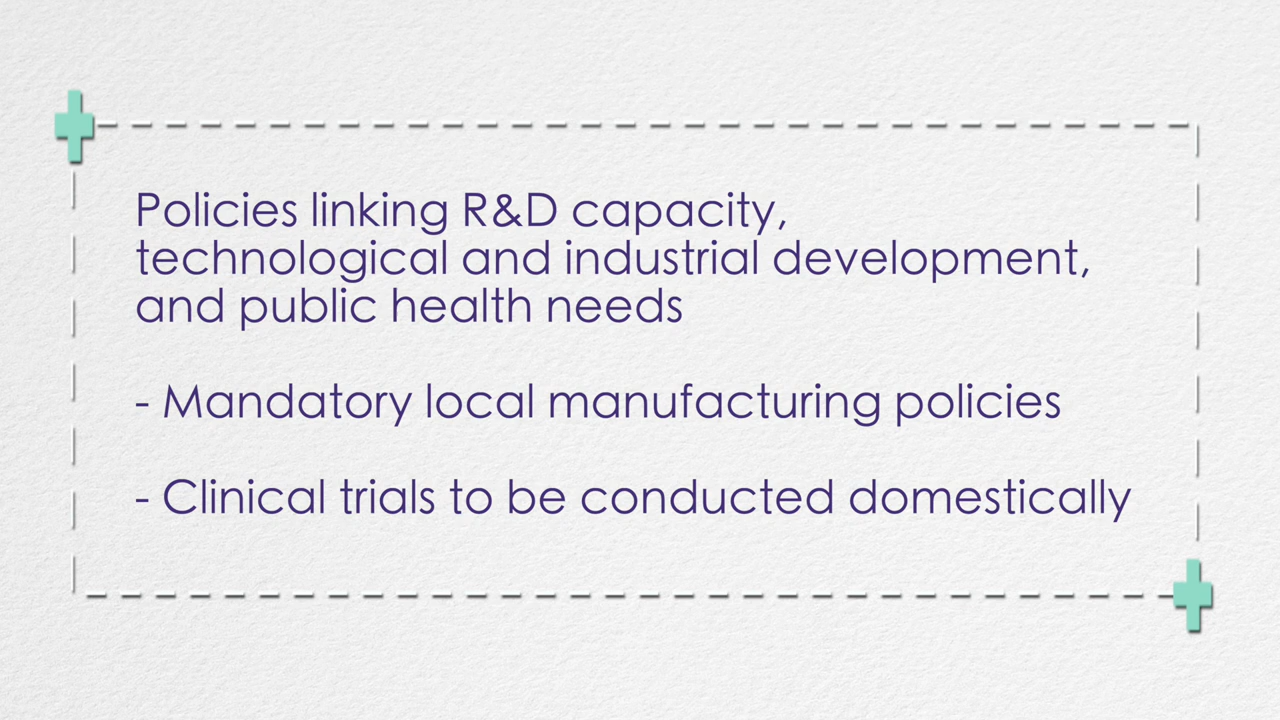 Policies linking R&D capacity,
technological and industrial development,
and public health needs
- Mandatory local manufacturing policies
- Clinical trials to be conducted domestically